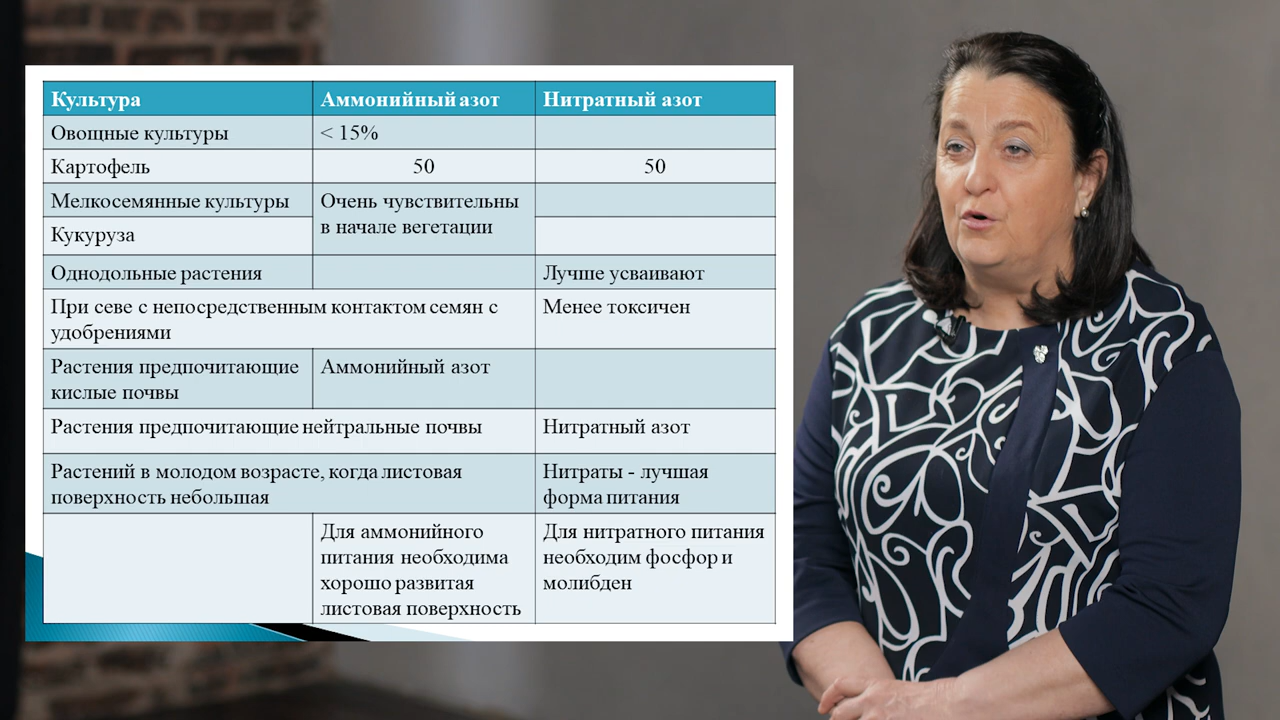 Культура Аммонийный азот Нитратный азот
Овощные культуры < 15%
Картофель 50 50
Мелкосемянные культуры Очень чувствительны
в начале вегетации
Кукуруза
Однодольные растения Лучше усваивают
При севе с непосредственным контактом семян с Менее токсичен
удобрениями
Растения предпочитающие Аммонийный азот
кислые почвы
Растения предпочитающие нейтральные почвы Нитратный азот
Растений в молодом возрасте, когда листовая Нитраты - лучшая
поверхность небольшая форма питания
Для аммонийного Для нитратного питания
питания необходима необходим фосфор и
хорошо развитая молибден
листовая поверхность